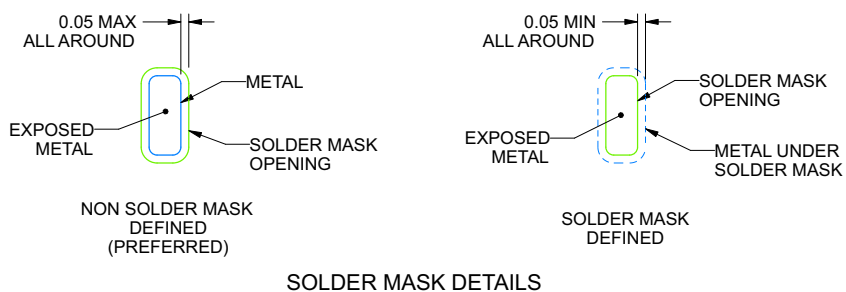 0.05 MAX
ALL AROUND
METAL
EXPOSED
METAL
SOLDER MASK
OPENING
NON SOLDER MASK
DEFINED
(PREFERRED)
0.05 MIN
ALL AROUND
SOLDER MASK
OPENING
EXPOSED
METAL
METAL UNDER
SOLDER MASK
SOLDER MASK
DEFINED
SOLDER MASK DETAILS